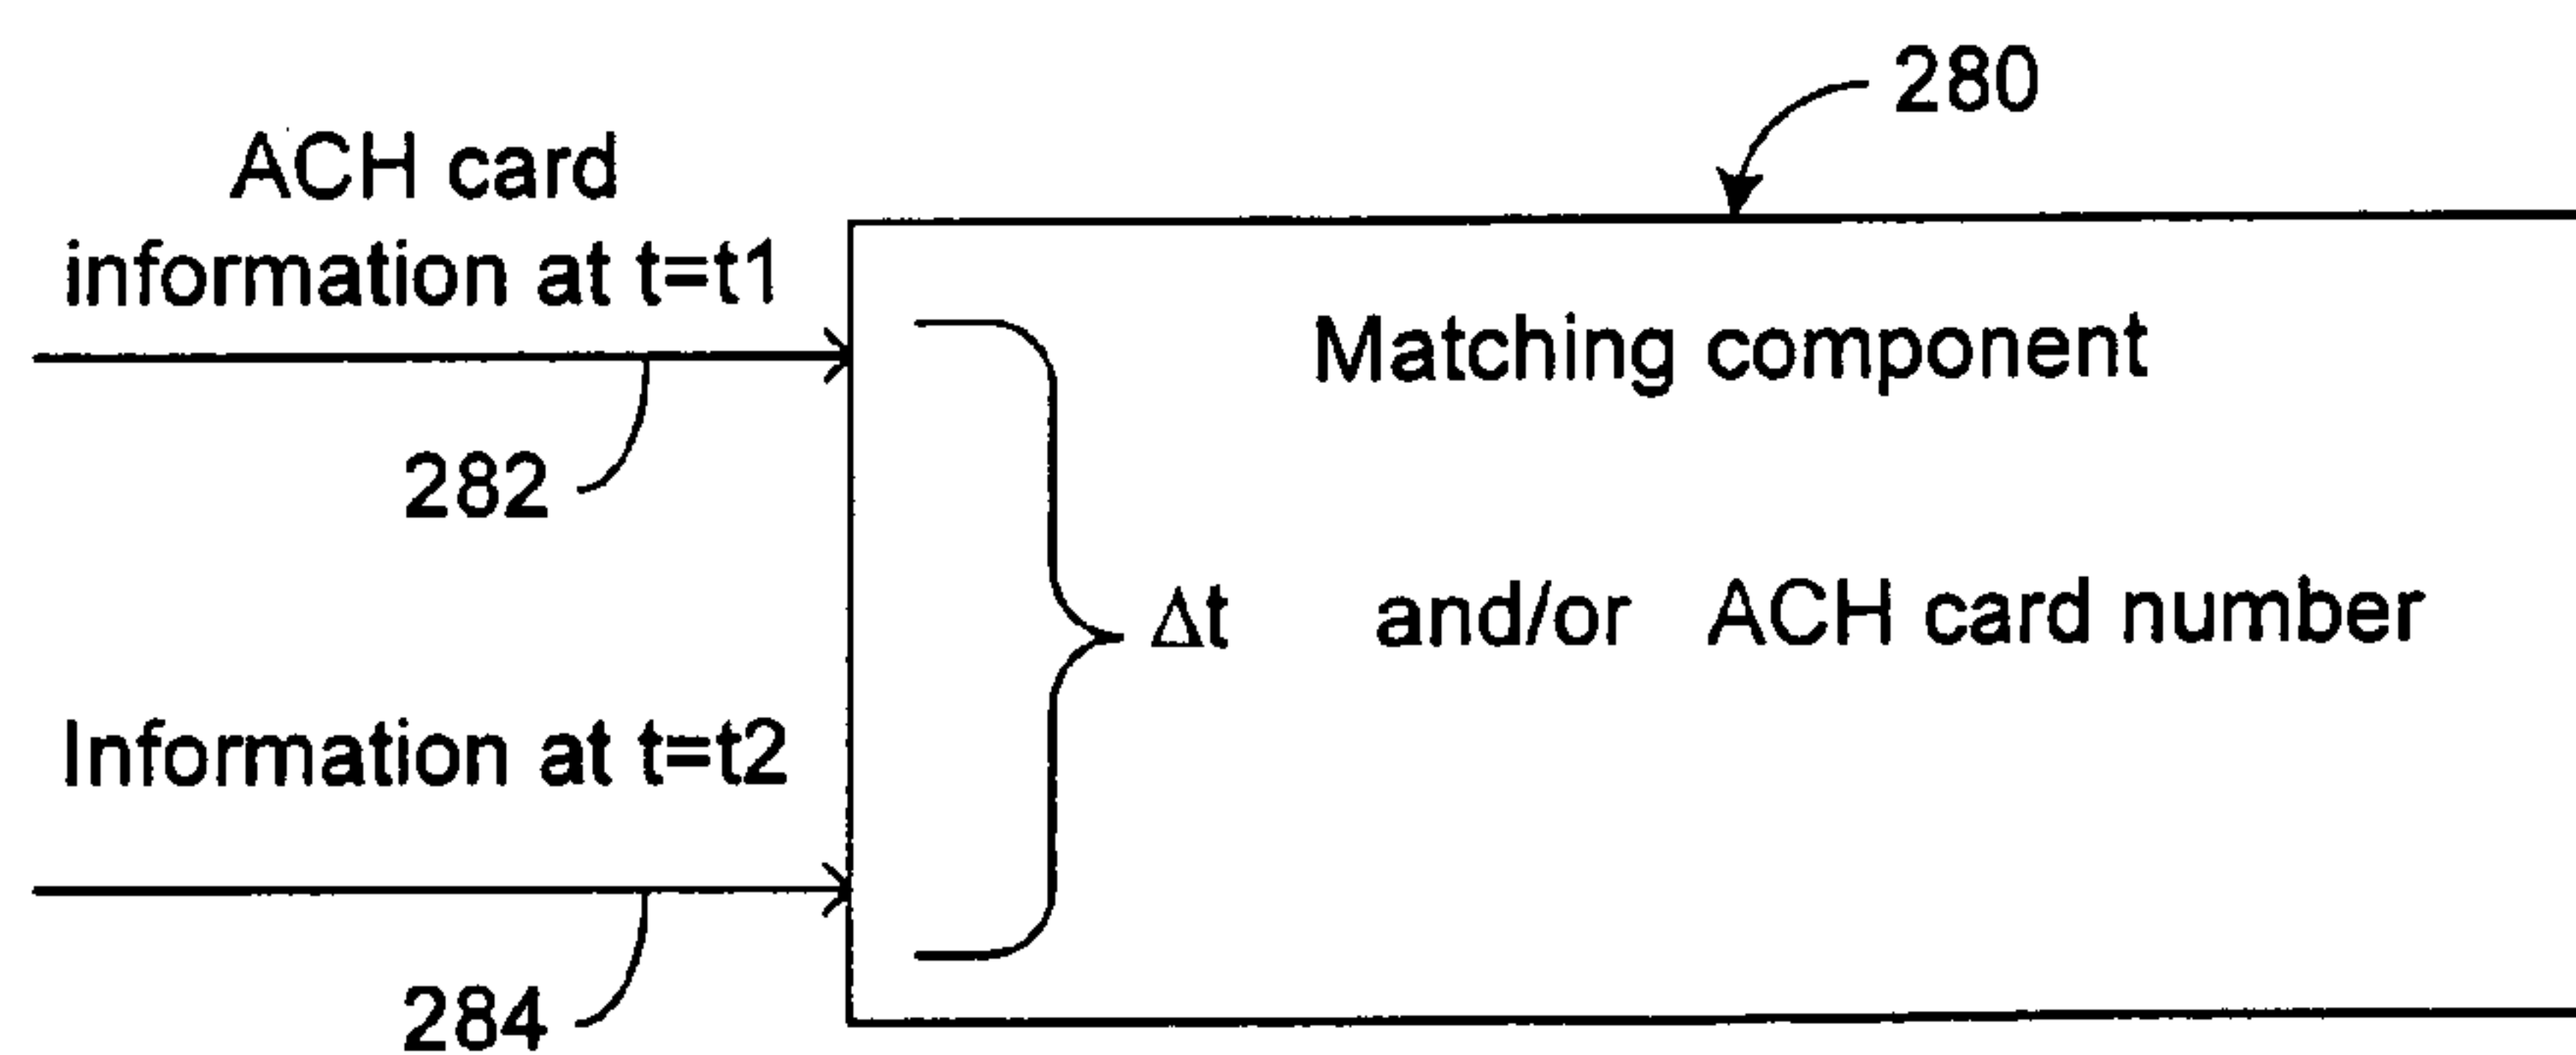 280
ACH card
information at t=t1
Matching component
282
Δt and/or ACH card number
Information at t=t2
284